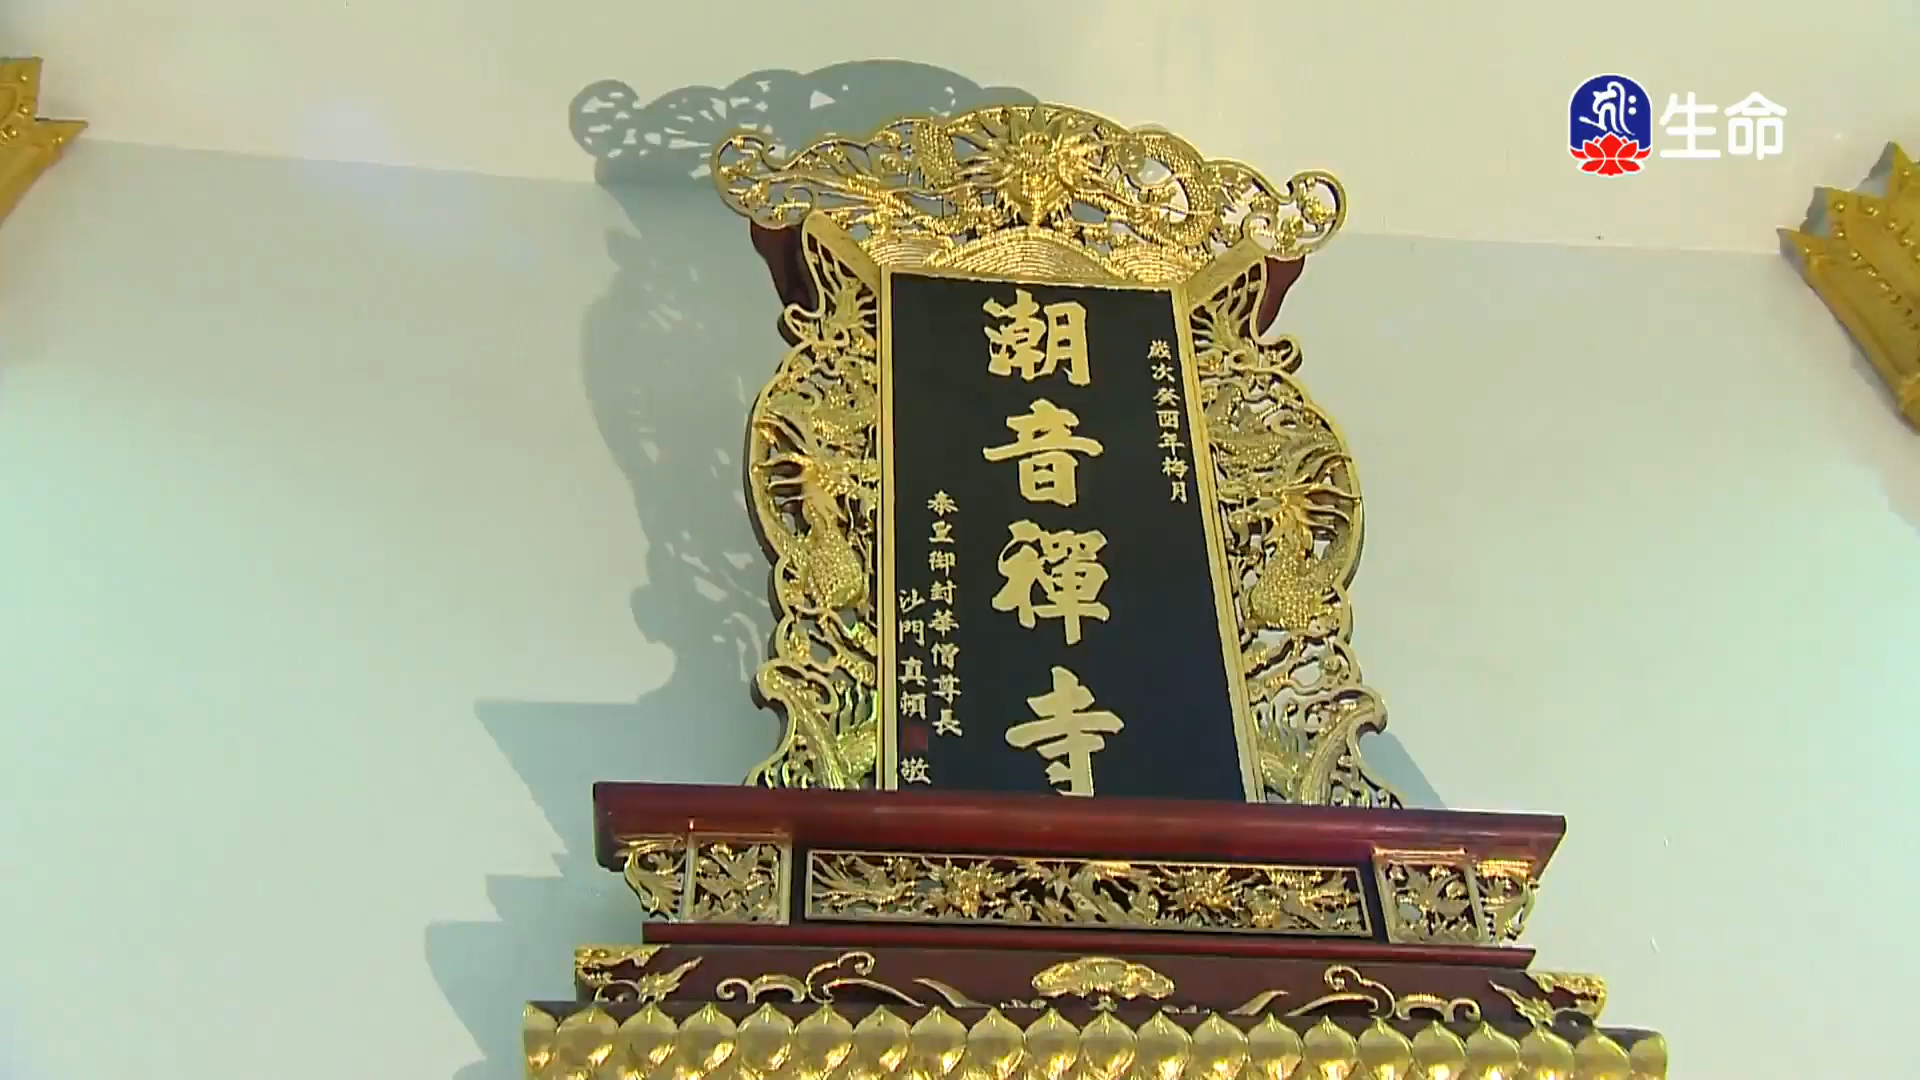 生命
歲次癸酉年梅月
潮音禪寺
泰皇御封華僧尊長
沙門真頓
敬